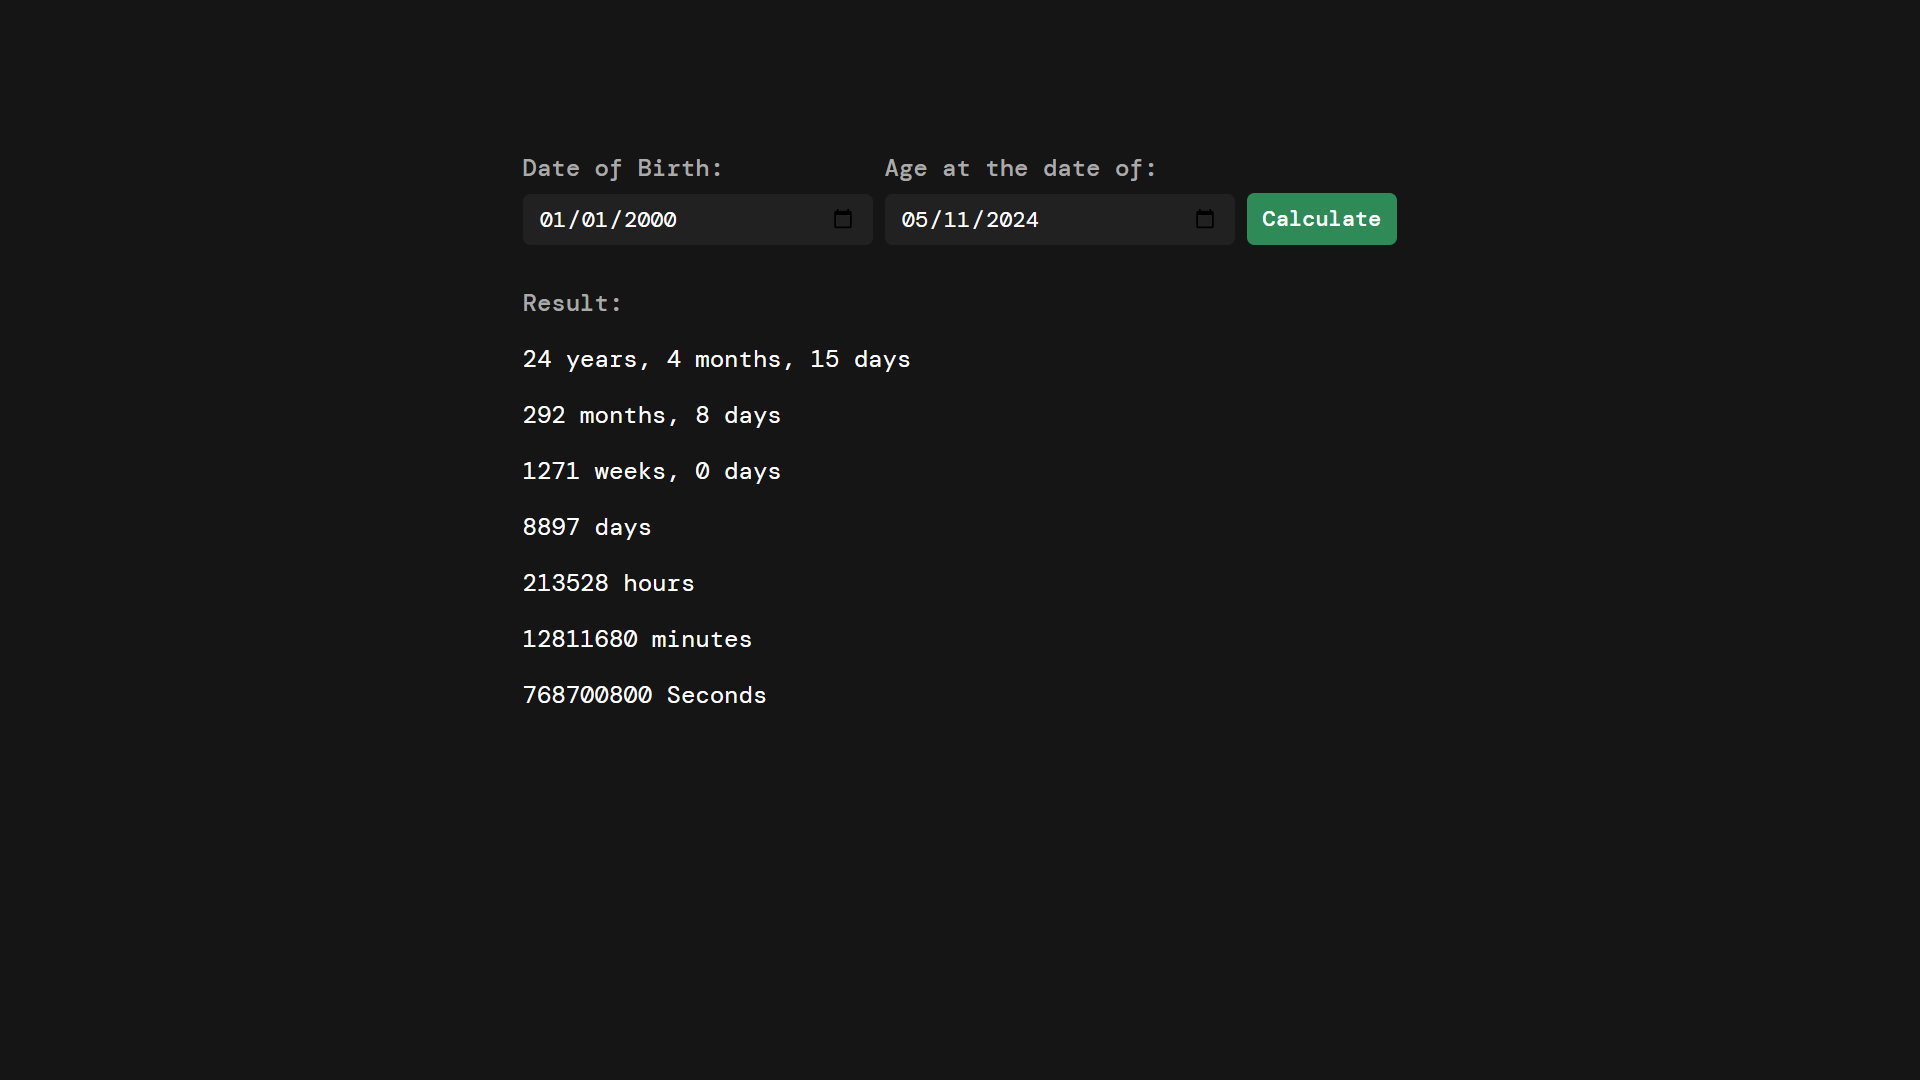 Date of Birth:
Age at the date of:
01/01/2000
05/11/2024
Calculate
Result:
24 years, 4 months, 15 days
292 months, 8 days
1271 weeks, 0 days
8897 days
213528 hours
12811680 minutes
768700800 Seconds